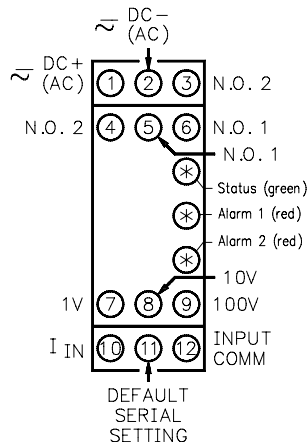 DC-
(AC)
DC+
(AC)
1 2 3
N.O. 2
N.O. 2
4 5 6
N.O. 1
N.O. 1
Status (green)
Alarm 1 (red)
Alarm 2 (red)
10V
1V
7 8 9
100V
I IN
10 11 12
INPUT
COMM
DEFAULT
SERIAL
SETTING